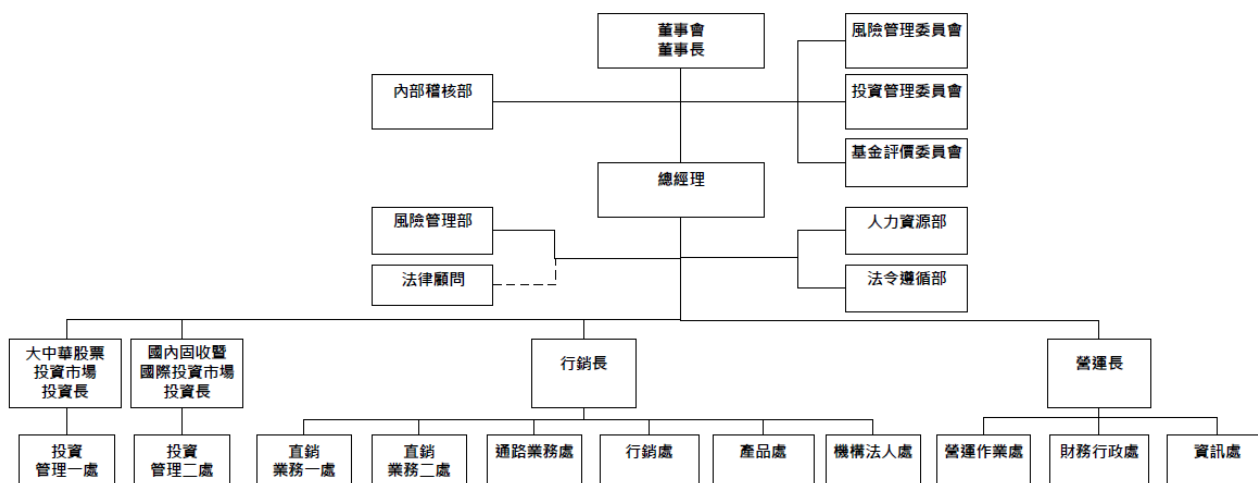 董事會
董事長
風險管理委員會
內部稽核部
投資管理委員會
基金評價委員會
總經理
風險管理部
人力資源部
法律顧問
法令遵循部
大中華股票
投資市場
投資長
國內固收暨
國際投資市場
投資長
行銷長
營運長
投資
管理一處
投資
管理二處
直銷
業務一處
直銷
業務二處
通路業務處
行銷處
產品處
機構法人處
營運作業處
財務行政處
資訊處